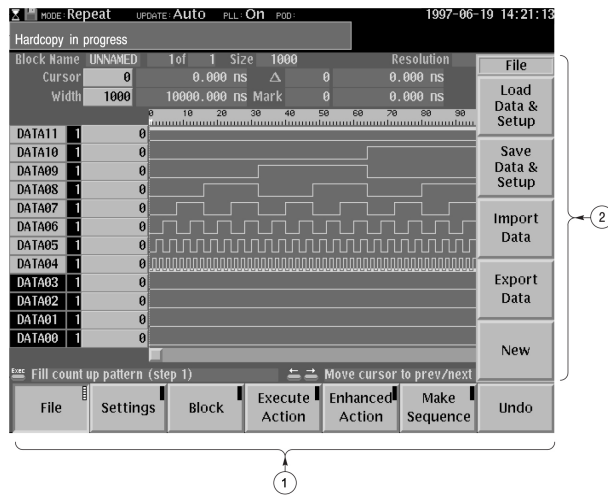 MODE: Repeat UPDATE: Auto PLL: On POD: 1997-06-19 14:21:13
Hardcopy in progress
Block Name UNNAMED 1of 1 Size 1000 Resolution
Cursor 0 0.000 ns Δ 0 0.000 ns
Width 1000 10000.000 ns Mark 0 0.000 ns
0 10 20 30 40 50 60 70 80 90
DATA11 1 0
DATA10 1 0
DATA09 1 0
DATA08 1 0
DATA07 1 0
DATA06 1 0
DATA05 1 0
DATA04 1 0
DATA03 1 0
DATA02 1 0
DATA01 1 0
DATA00 1 0
Exec Fill count up pattern (step 1) Move cursor to prev/next
File
Load
Data &
Setup
Save
Data &
Setup
Import
Data
Export
Data
New
2
File
Settings
Block
Execute
Action
Enhanced
Action
Make
Sequence
Undo
1